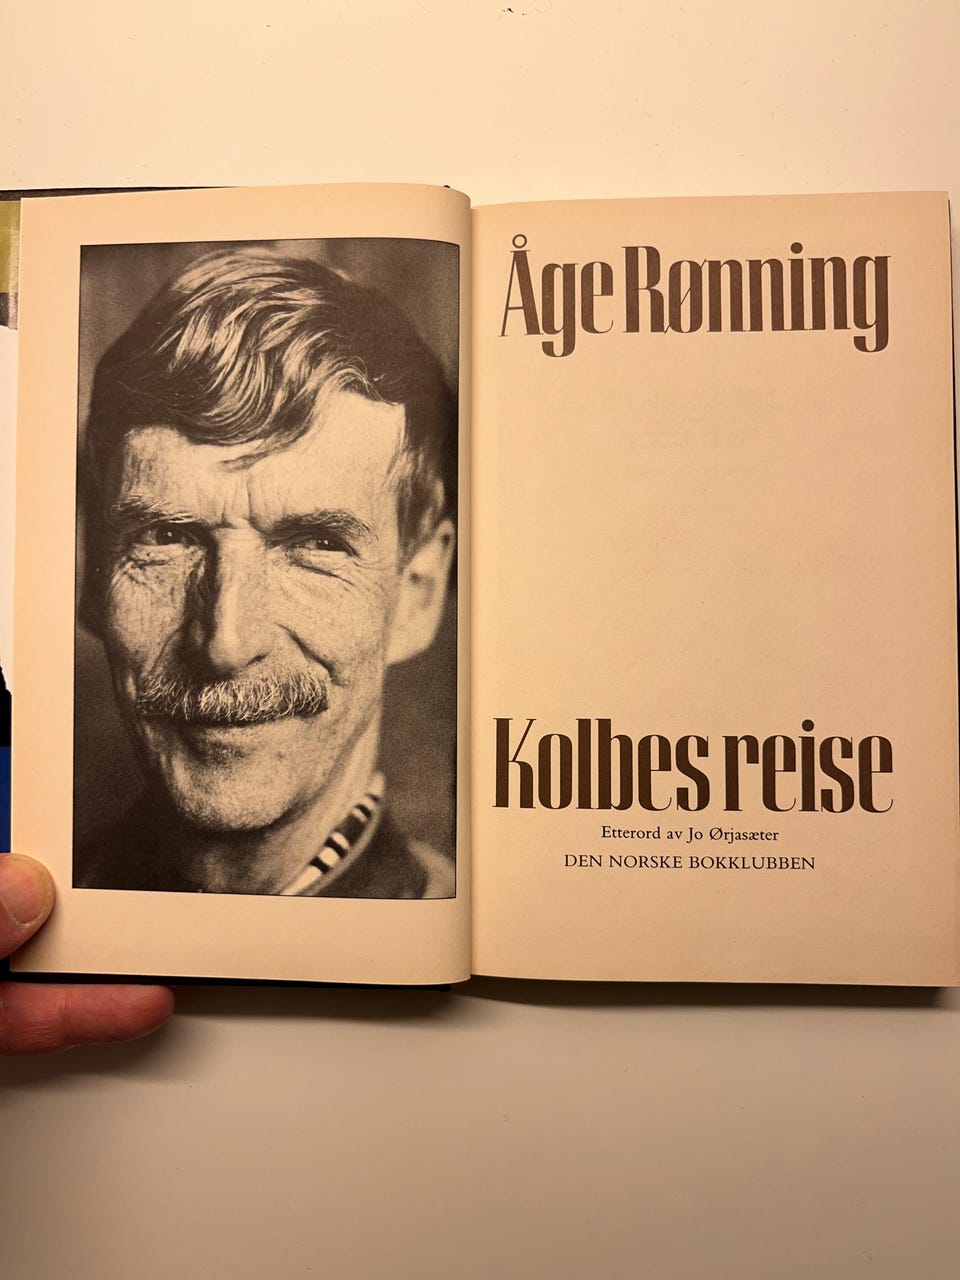 Åge Rønning
Kolbes reise
Etterord av Jo Ørjasæter
DEN NORSKE BOKKLUBBEN